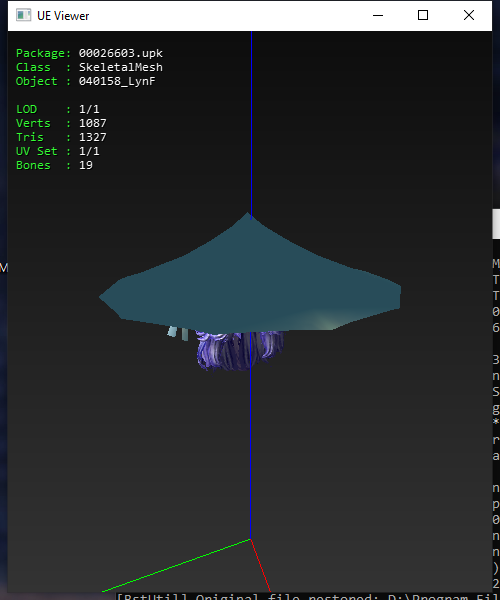 UE Viewer
Package: 00026603.upk
Class : SkeletalMesh
Object : 040158_LynF
LOD : 1/1
Verts : 1087
Tris : 1327
UV Set : 1/1
Bones : 19
M
M
T
T
0
6
3
n
S
g
*
r
a
n
p
0
n
n
)
2
[BstUtil] Original file restored: D:\Program Fil